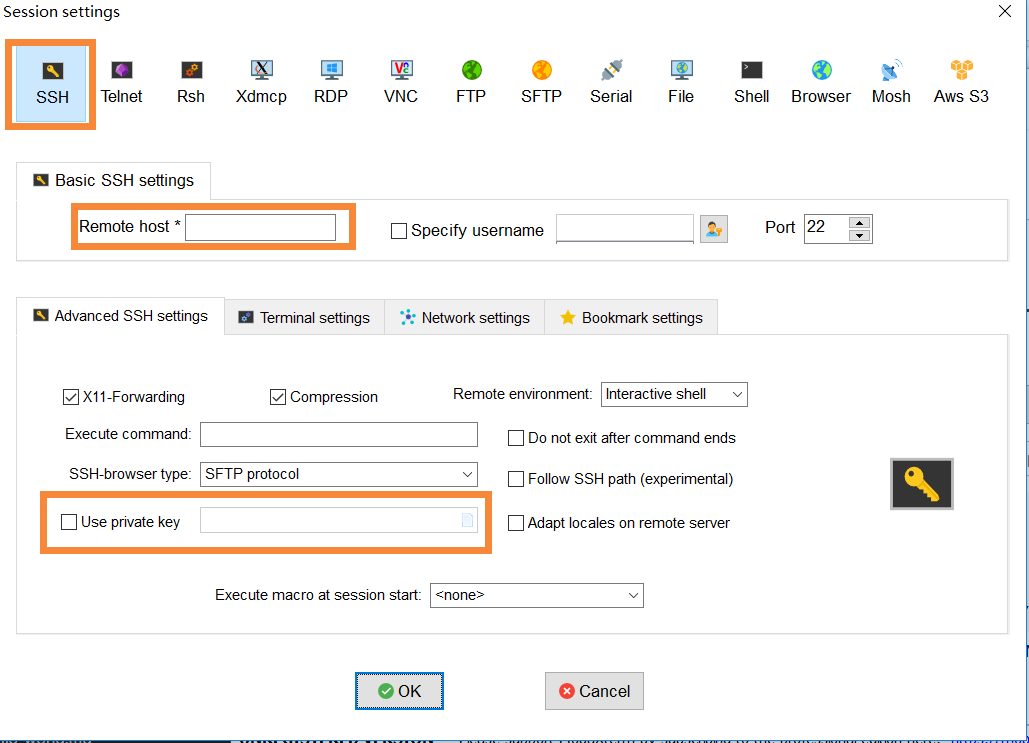 Session settings
SSH Telnet Rsh Xdmcp RDP VNC FTP SFTP Serial File Shell Browser Mosh Aws S3
Basic SSH settings
Remote host * Specify username Port 22
Advanced SSH settings Terminal settings Network settings Bookmark settings
X11-Forwarding Compression Remote environment: Interactive shell
Execute command: Do not exit after command ends
SSH-browser type: SFTP protocol Follow SSH path (experimental)
Use private key Adapt locales on remote server
Execute macro at session start: <none>
OK Cancel